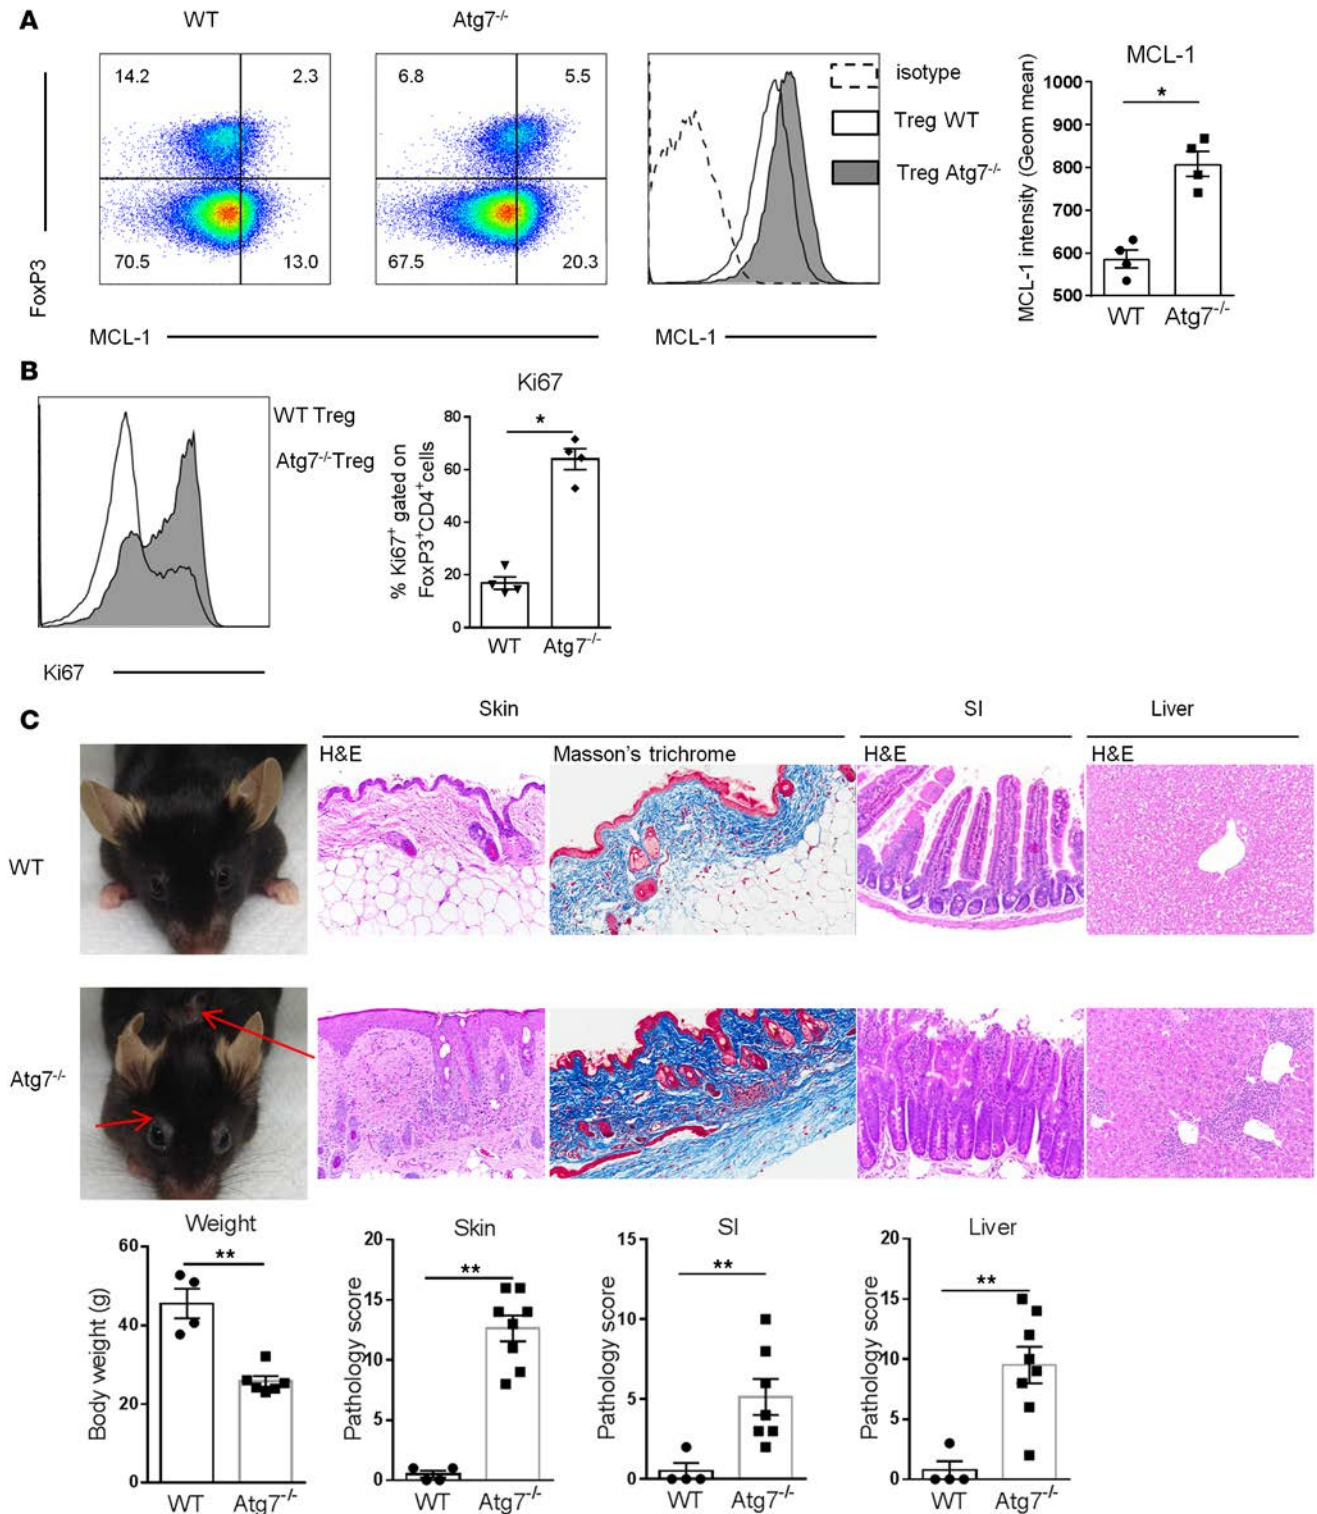 A
WT
Atg7-/-
14.2
2.3
70.5
13.0
6.8
5.5
67.5
20.3
FoxP3
MCL-1
isotype
Treg WT
Treg Atg7-/-
MCL-1
MCL-1
MCL-1 intensity (Geom mean)
1000
900
800
700
600
500
*
WT
Atg7-/-
B
WT Treg
Atg7-/-Treg
Ki67
Ki67
% Ki67+ gated on
FoxP3+CD4+cells
80
60
40
20
0
*
WT
Atg7-/-
C
Skin
SI
Liver
H&E
Masson's trichrome
H&E
H&E
WT
Atg7-/-
Weight
Body weight (g)
60
40
20
0
**
WT
Atg7-/-
Skin
Pathology score
20
15
10
5
0
**
WT
Atg7-/-
SI
Pathology score
15
10
5
0
**
WT
Atg7-/-
Liver
Pathology score
20
15
10
5
0
**
WT
Atg7-/-